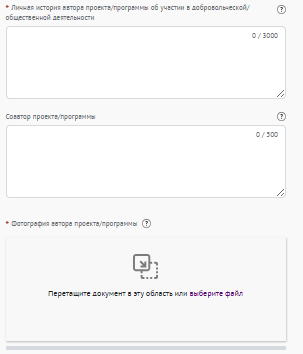 * Личная история автора проекта/программы об участии в добровольческой/
общественной деятельности
?
0 / 3000
Соавтор проекта/программы
?
0 / 300
* Фотография автора проекта/программы ?
Перетащите документ в эту область или выберите файл